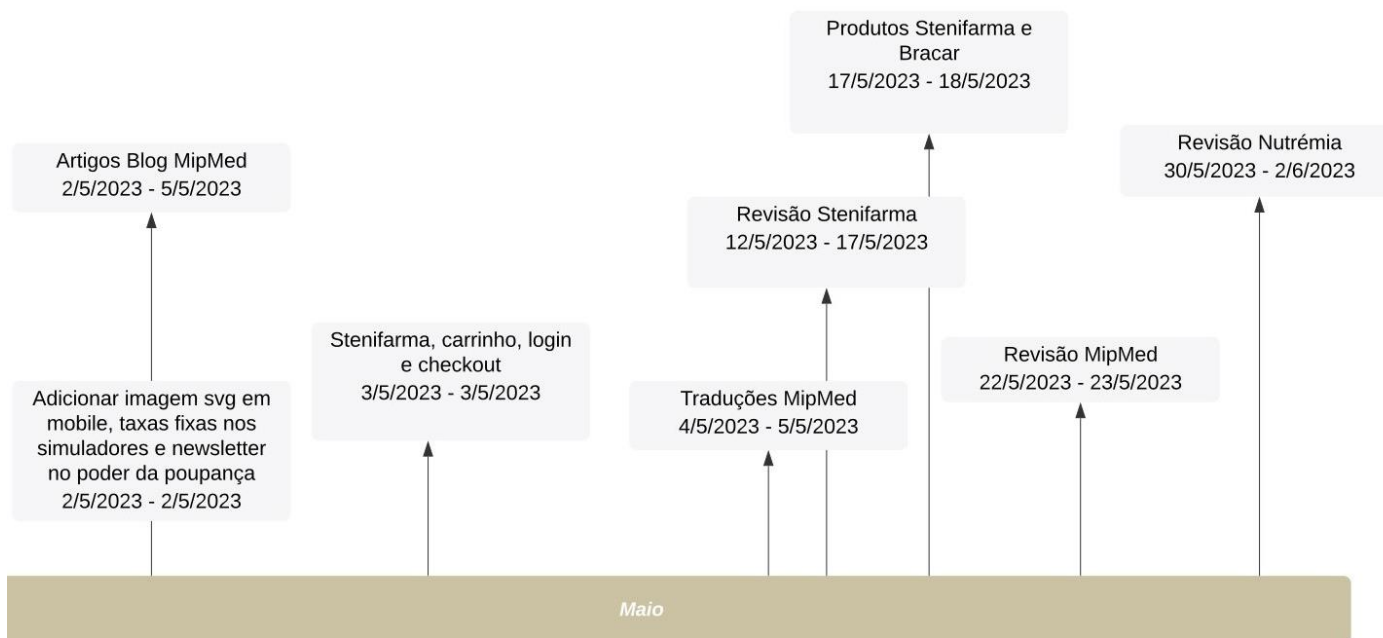 Artigos Blog MipMed
2/5/2023 - 5/5/2023
Adicionar imagem svg em
mobile, taxas fixas nos
simuladores e newsletter
no poder da poupança
2/5/2023 - 2/5/2023
Stenifarma, carrinho, login
e checkout
3/5/2023 - 3/5/2023
Traduções MipMed
4/5/2023 - 5/5/2023
Revisão Stenifarma
12/5/2023 - 17/5/2023
Produtos Stenifarma e
Bracar
17/5/2023 - 18/5/2023
Revisão MipMed
22/5/2023 - 23/5/2023
Revisão Nutrémia
30/5/2023 - 2/6/2023
Maio